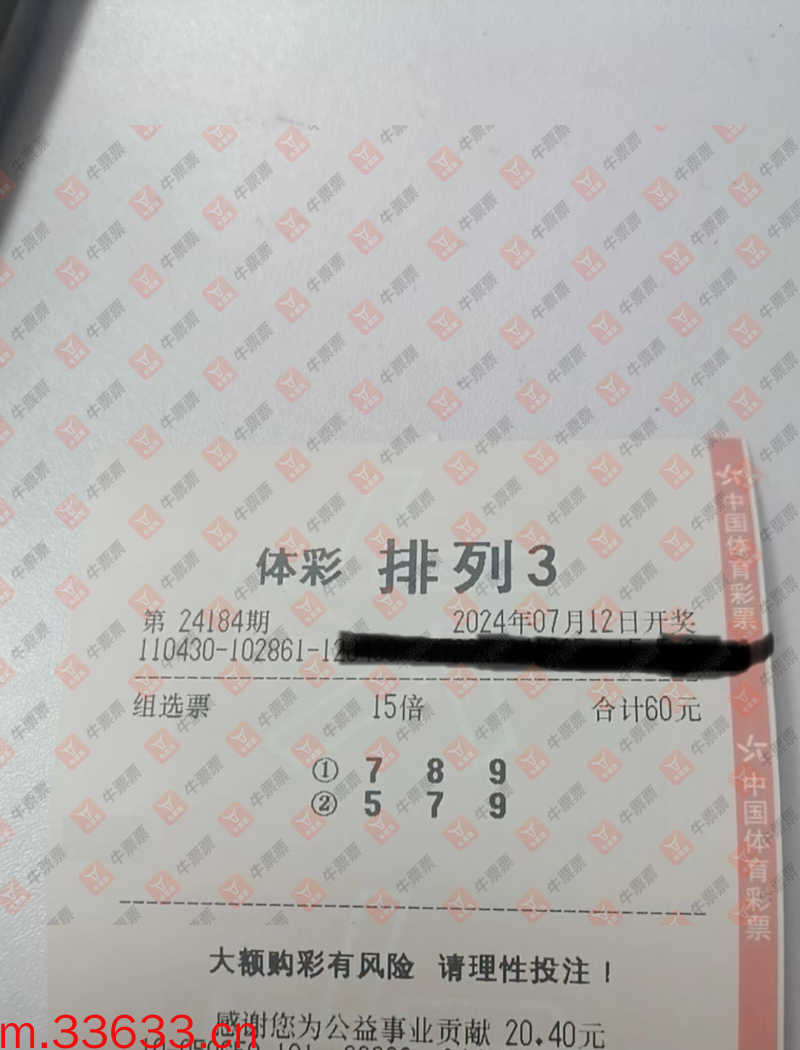 体彩 排列3
第 24184期 2024年07月12日开奖
110430-102861-12
组选票 15倍 合计60元
① 7 8 9
② 5 7 9
大额购彩有风险 请理性投注！
感谢您为公益事业贡献 20.40元
m.33633.cn
中国体育彩票
中国体育彩票
牛票票